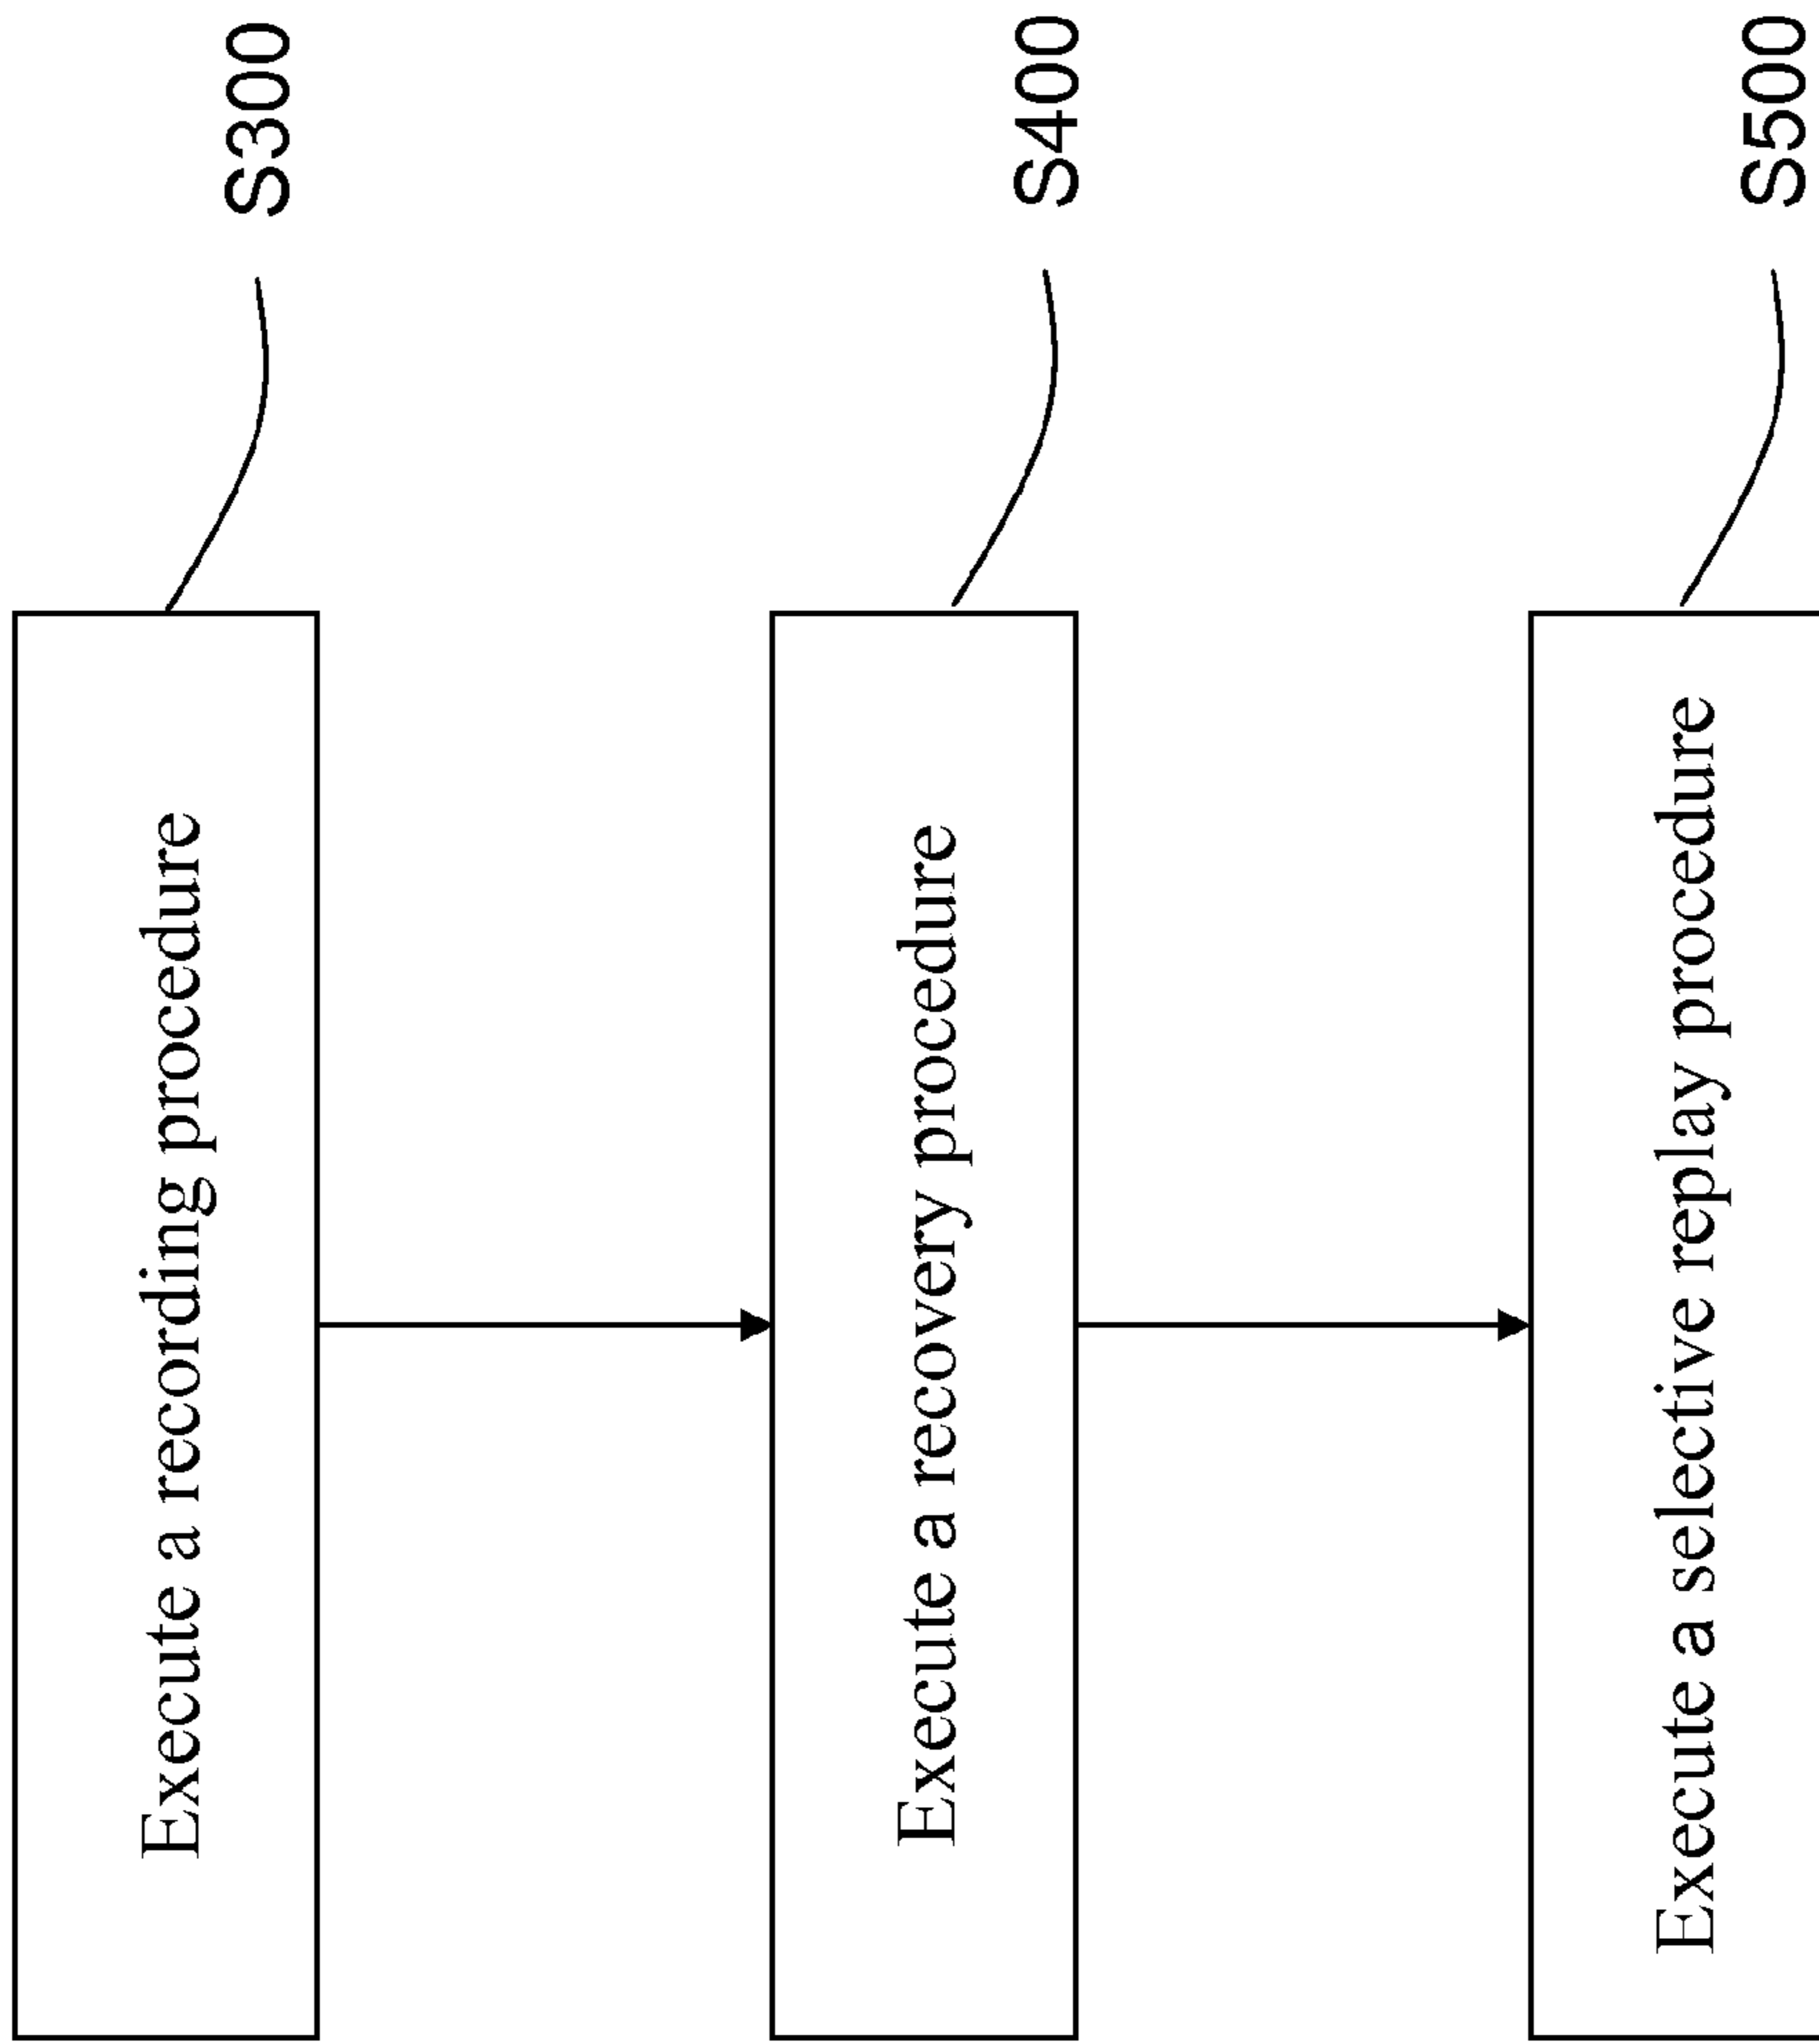 Execute a recording procedure
S300
Execute a recovery procedure
S400
Execute a selective replay procedure
S500